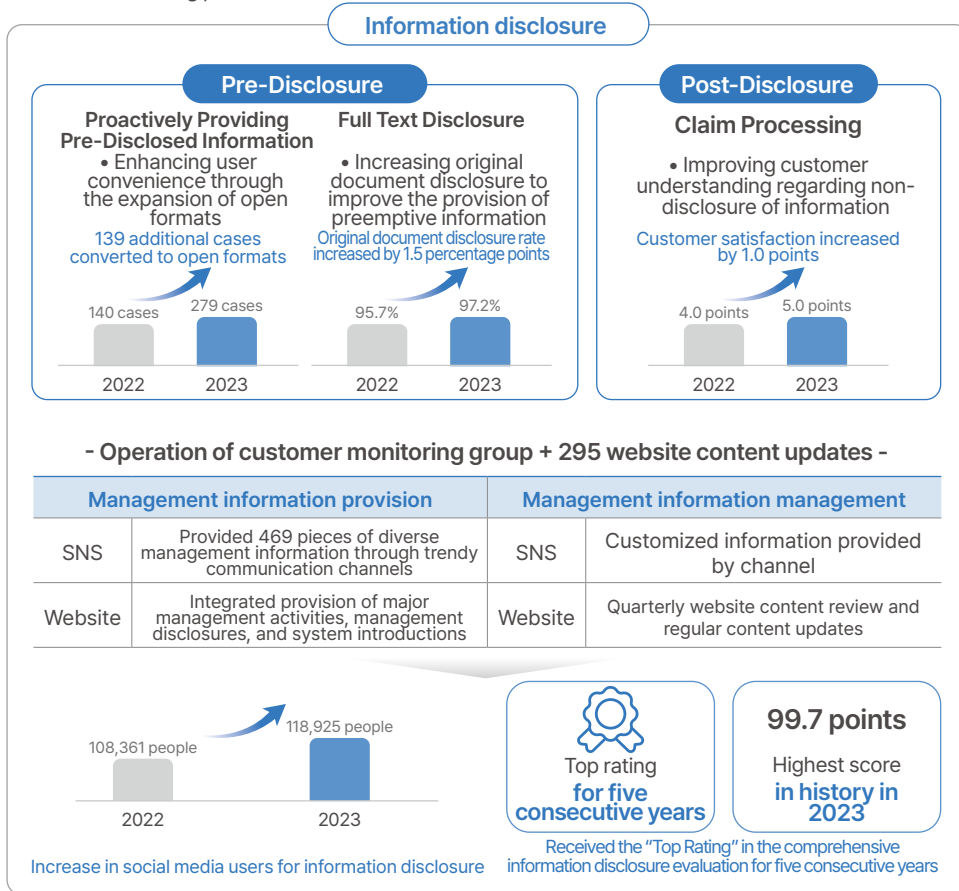 Information disclosure
Pre-Disclosure
Proactively Providing
Pre-Disclosed Information
• Enhancing user
convenience through
the expansion of open
formats
139 additional cases
converted to open formats
140 cases
279 cases
2022
2023
Full Text Disclosure
• Increasing original
document disclosure to
improve the provision of
preemptive information
Original document disclosure rate
increased by 1.5 percentage points
95.7%
97.2%
2022
2023
Post-Disclosure
Claim Processing
• Improving customer
understanding regarding non-
disclosure of information
Customer satisfaction increased
by 1.0 points
4.0 points
5.0 points
2022
2023
- Operation of customer monitoring group + 295 website content updates -
Management information provision
Management information management
SNS
Provided 469 pieces of diverse
management information through trendy
communication channels
SNS
Customized information provided
by channel
Website
Integrated provision of major
management activities, management
disclosures, and system introductions
Website
Quarterly website content review and
regular content updates
108,361 people
118,925 people
2022
2023
Increase in social media users for information disclosure
Top rating
for five
consecutive years
99.7 points
Highest score
in history in
2023
Received the “Top Rating” in the comprehensive
information disclosure evaluation for five consecutive years